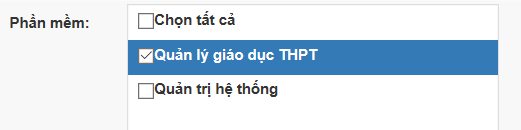 Phần mềm:
Chọn tất cả
Quản lý giáo dục THPT
Quản trị hệ thống